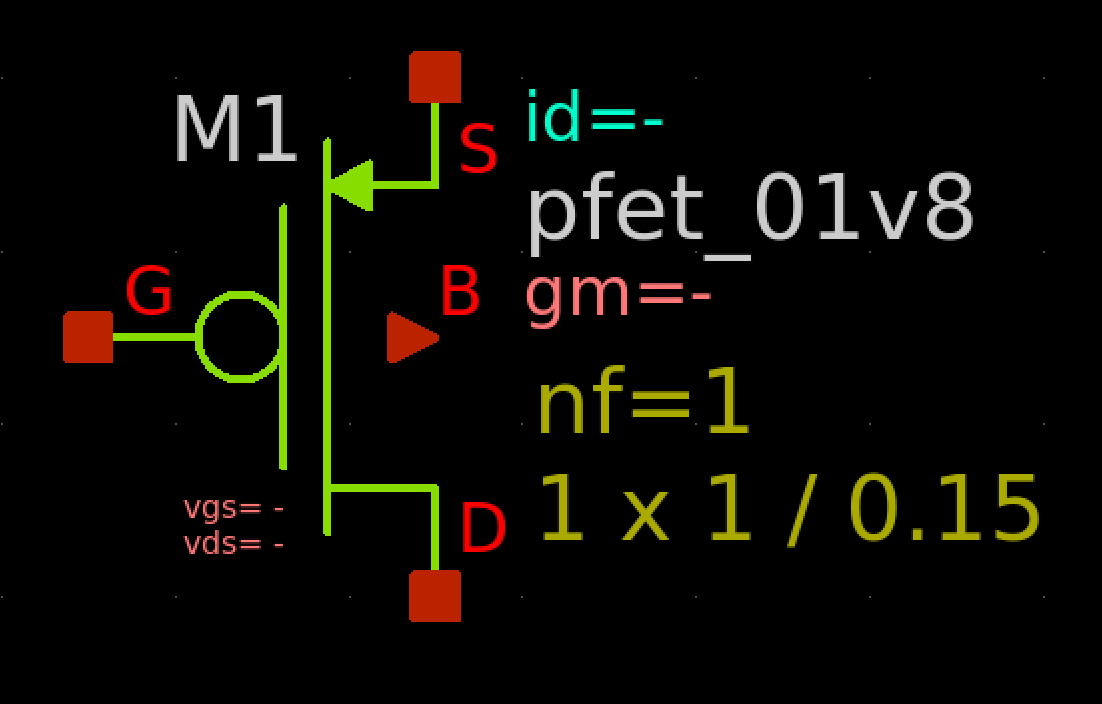 M1
S
id=-
pfet_01v8
G
B
gm=-
nf=1
vgs= -
vds= -
D
1 x 1 / 0.15